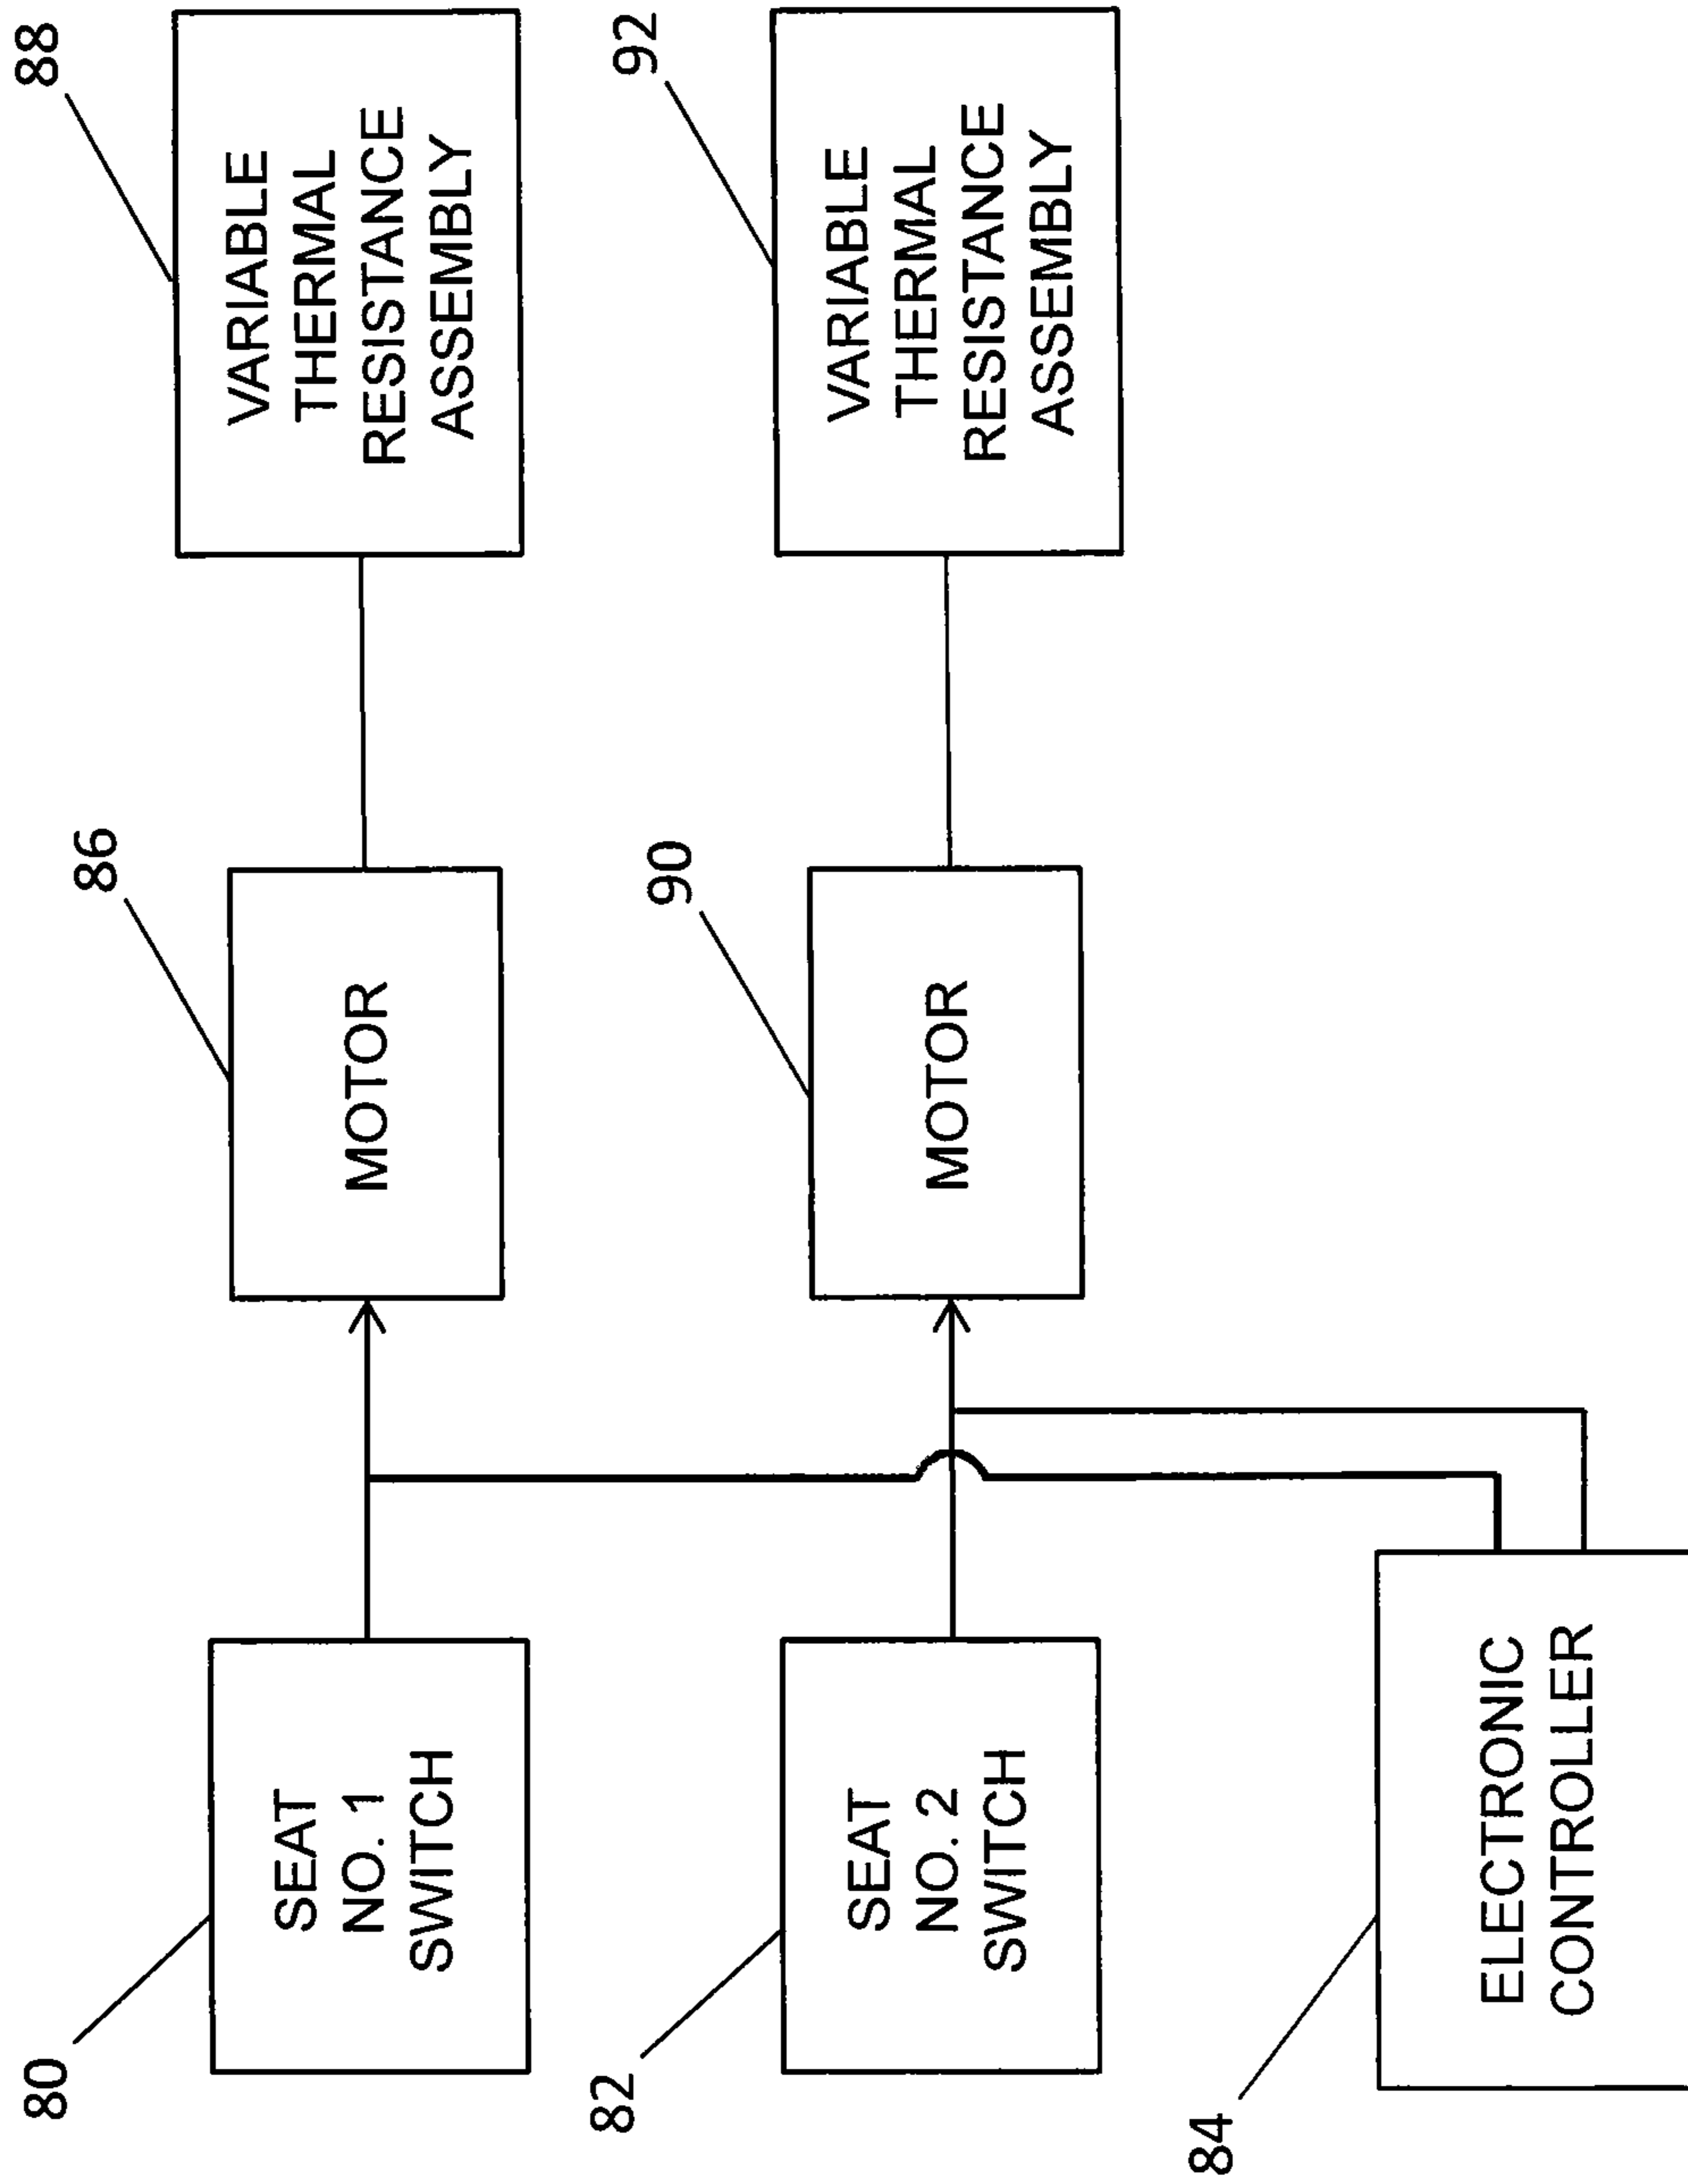 80
SEAT
NO. 1
SWITCH
86
MOTOR
88
VARIABLE
THERMAL
RESISTANCE
ASSEMBLY
82
SEAT
NO. 2
SWITCH
90
MOTOR
92
VARIABLE
THERMAL
RESISTANCE
ASSEMBLY
84
ELECTRONIC
CONTROLLER